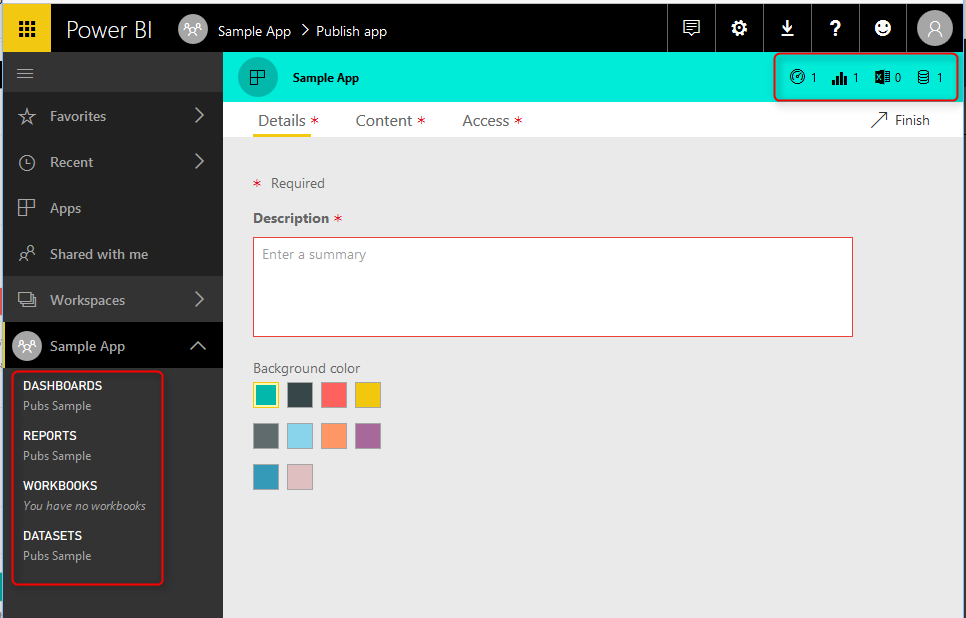 Power BI
Sample App > Publish app
?
Favorites
Recent
Apps
Shared with me
Workspaces
Sample App
DASHBOARDS
Pubs Sample
REPORTS
Pubs Sample
WORKBOOKS
You have no workbooks
DATASETS
Pubs Sample
Sample App
1 1 0 1
Details * Content * Access *
Finish
* Required
Description *
Enter a summary
Background color